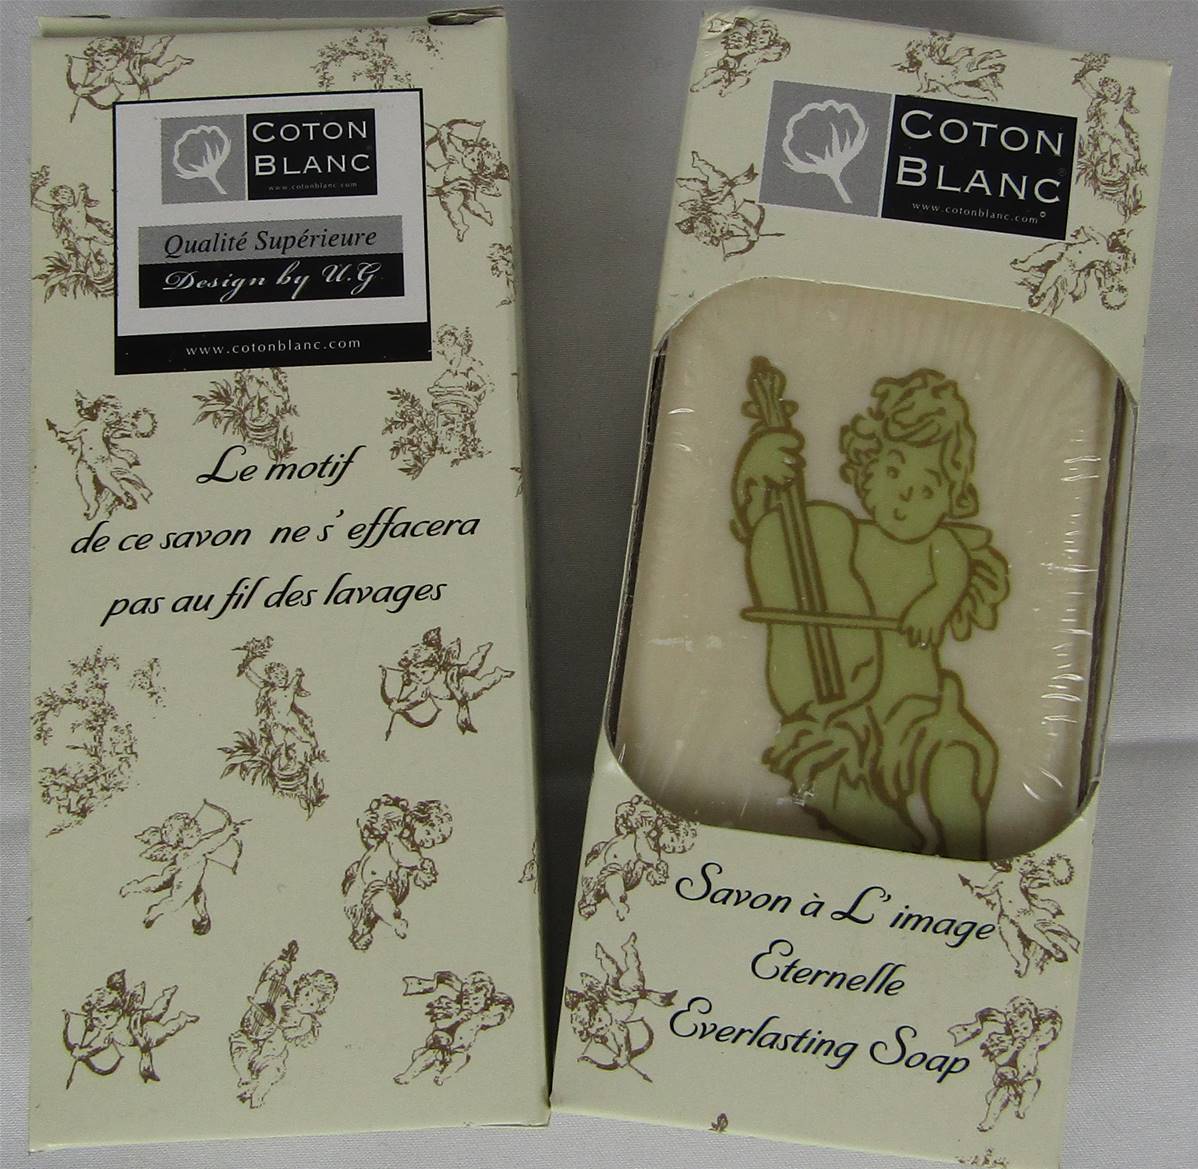 COTON
BLANC
www.cotonblanc.com
Qualité Supérieure
Design by U.G
www.cotonblanc.com
Le motif
de ce savon ne s' effacera
pas au fil des lavages
COTON
BLANC
www.cotonblanc.com©
Savon à L' image
Eternelle
Everlasting Soap